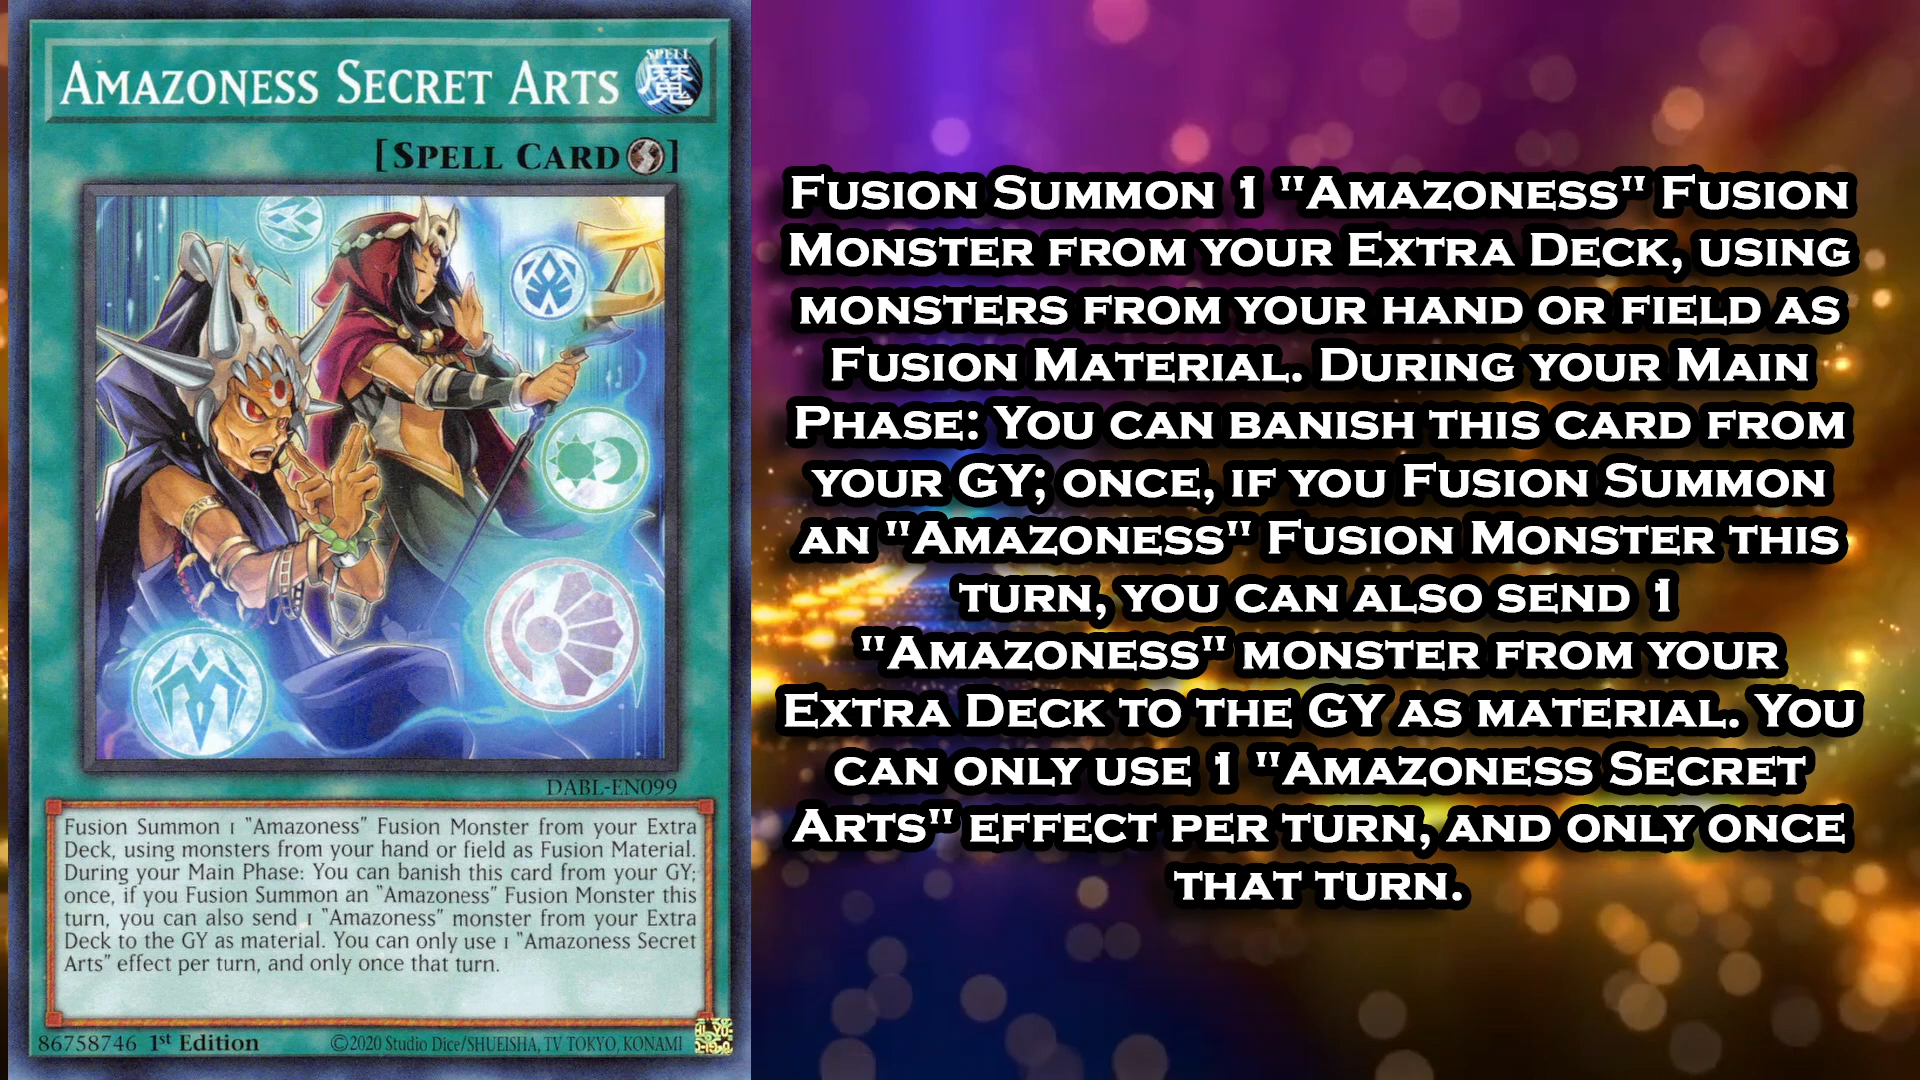 AMAZONESS SECRET ARTS
SPELL
魔
[SPELL CARD]
DABL-EN099
Fusion Summon 1 "Amazoness" Fusion Monster from your Extra
Deck, using monsters from your hand or field as Fusion Material.
During your Main Phase: You can banish this card from your GY;
once, if you Fusion Summon an "Amazoness" Fusion Monster this
turn, you can also send 1 "Amazoness" monster from your Extra
Deck to the GY as material. You can only use 1 "Amazoness Secret
Arts" effect per turn, and only once that turn.
86758746 1st Edition
©2020 Studio Dice/SHUEISHA, TV TOKYO, KONAMI
FUSION SUMMON 1 "AMAZONESS" FUSION
MONSTER FROM YOUR EXTRA DECK, USING
MONSTERS FROM YOUR HAND OR FIELD AS
FUSION MATERIAL. DURING YOUR MAIN
PHASE: YOU CAN BANISH THIS CARD FROM
YOUR GY; ONCE, IF YOU FUSION SUMMON
AN "AMAZONESS" FUSION MONSTER THIS
TURN, YOU CAN ALSO SEND 1
"AMAZONESS" MONSTER FROM YOUR
EXTRA DECK TO THE GY AS MATERIAL. YOU
CAN ONLY USE 1 "AMAZONESS SECRET
ARTS" EFFECT PER TURN, AND ONLY ONCE
THAT TURN.